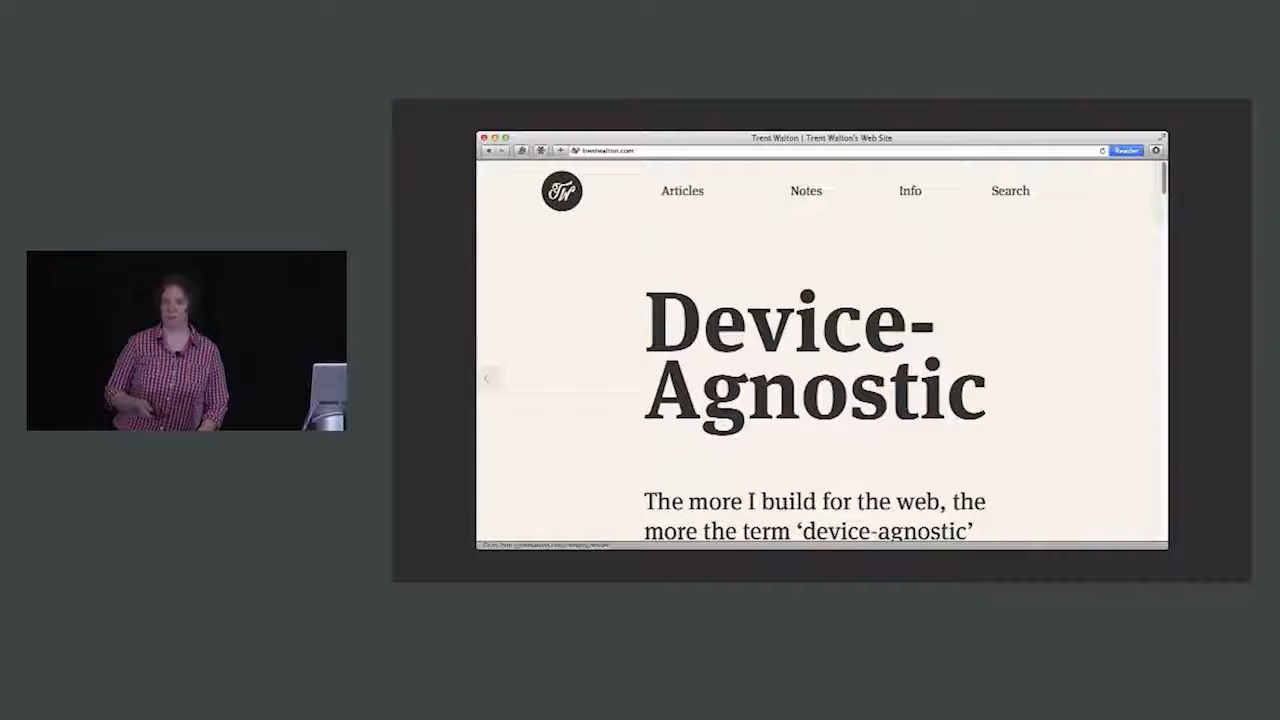 Trent Walton | Trent Walton's Web Site
trentwalton.com
Reader
TW
Articles
Notes
Info
Search
Device-
Agnostic
The more I build for the web, the
more the term ‘device-agnostic’